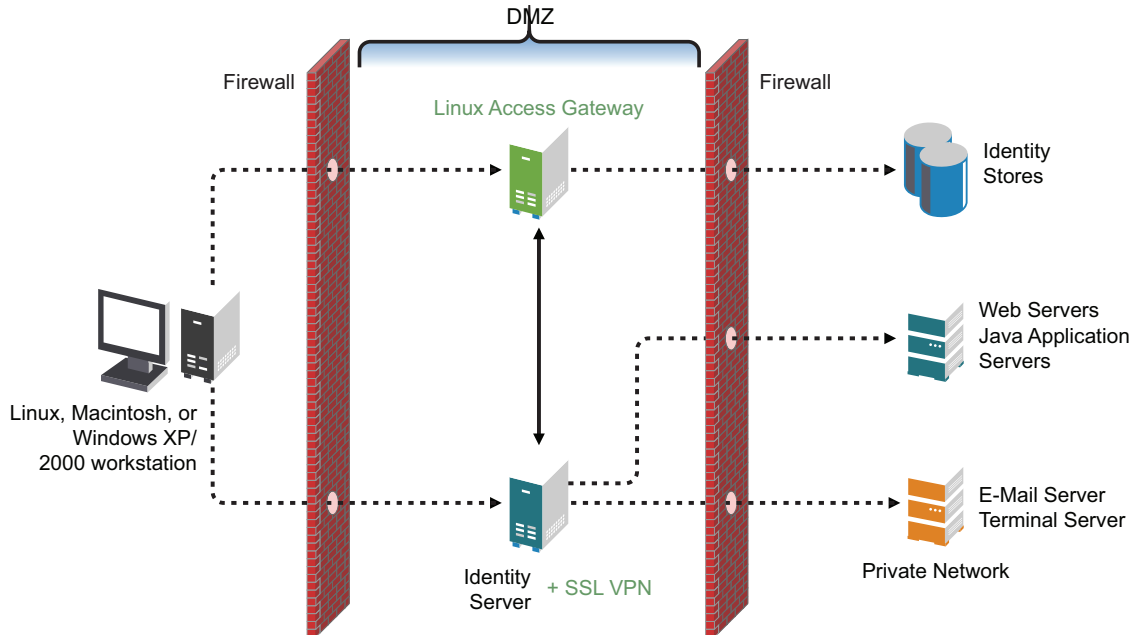 DMZ
Firewall
Firewall
Linux Access Gateway
Identity
Stores
Web Servers
Java Application
Servers
Linux, Macintosh, or
Windows XP/
2000 workstation
E-Mail Server
Terminal Server
Identity
Server
+ SSL VPN
Private Network